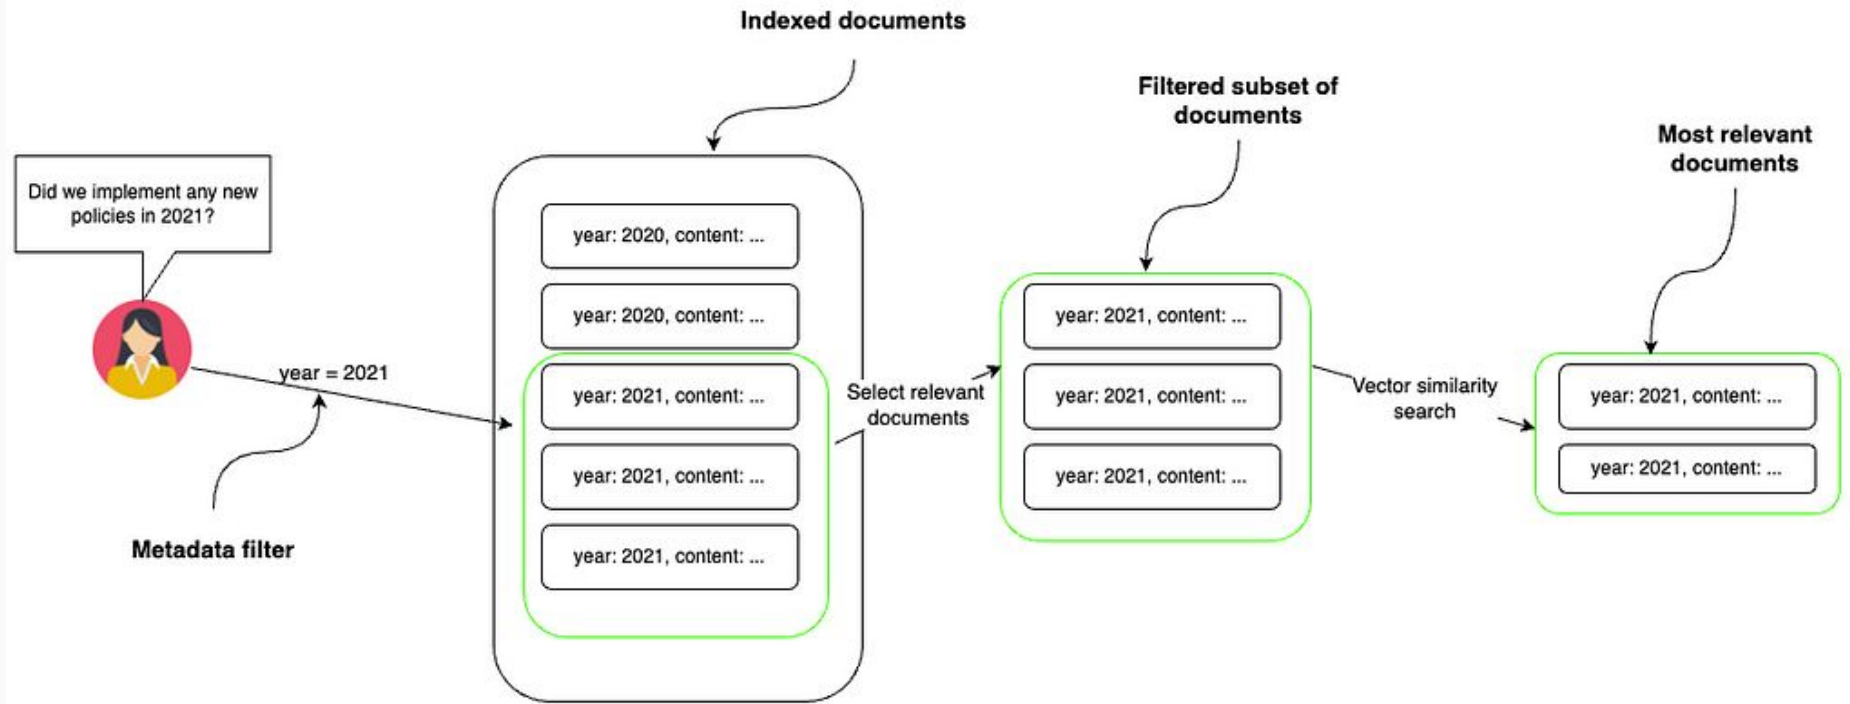 Indexed documents
Filtered subset of
documents
Most relevant
documents
Did we implement any new
policies in 2021?
year = 2021
Metadata filter
year: 2020, content: ...
year: 2020, content: ...
year: 2021, content: ...
year: 2021, content: ...
year: 2021, content: ...
Select relevant
documents
year: 2021, content: ...
year: 2021, content: ...
year: 2021, content: ...
Vector similarity
search
year: 2021, content: ...
year: 2021, content: ...